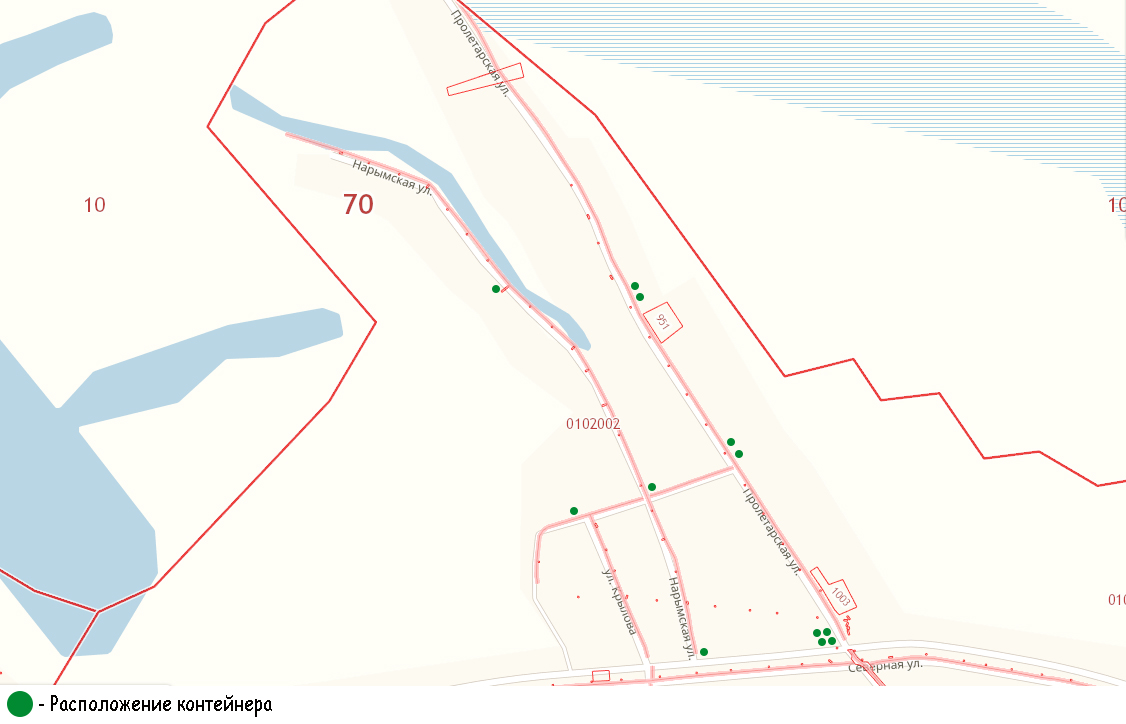 Пролетарская ул.
Нарымская ул.
10
70
10
951
0102002
Пролетарская ул.
ул. Крылова
Нарымская ул.
1003
010
Северная ул.
- Расположение контейнера